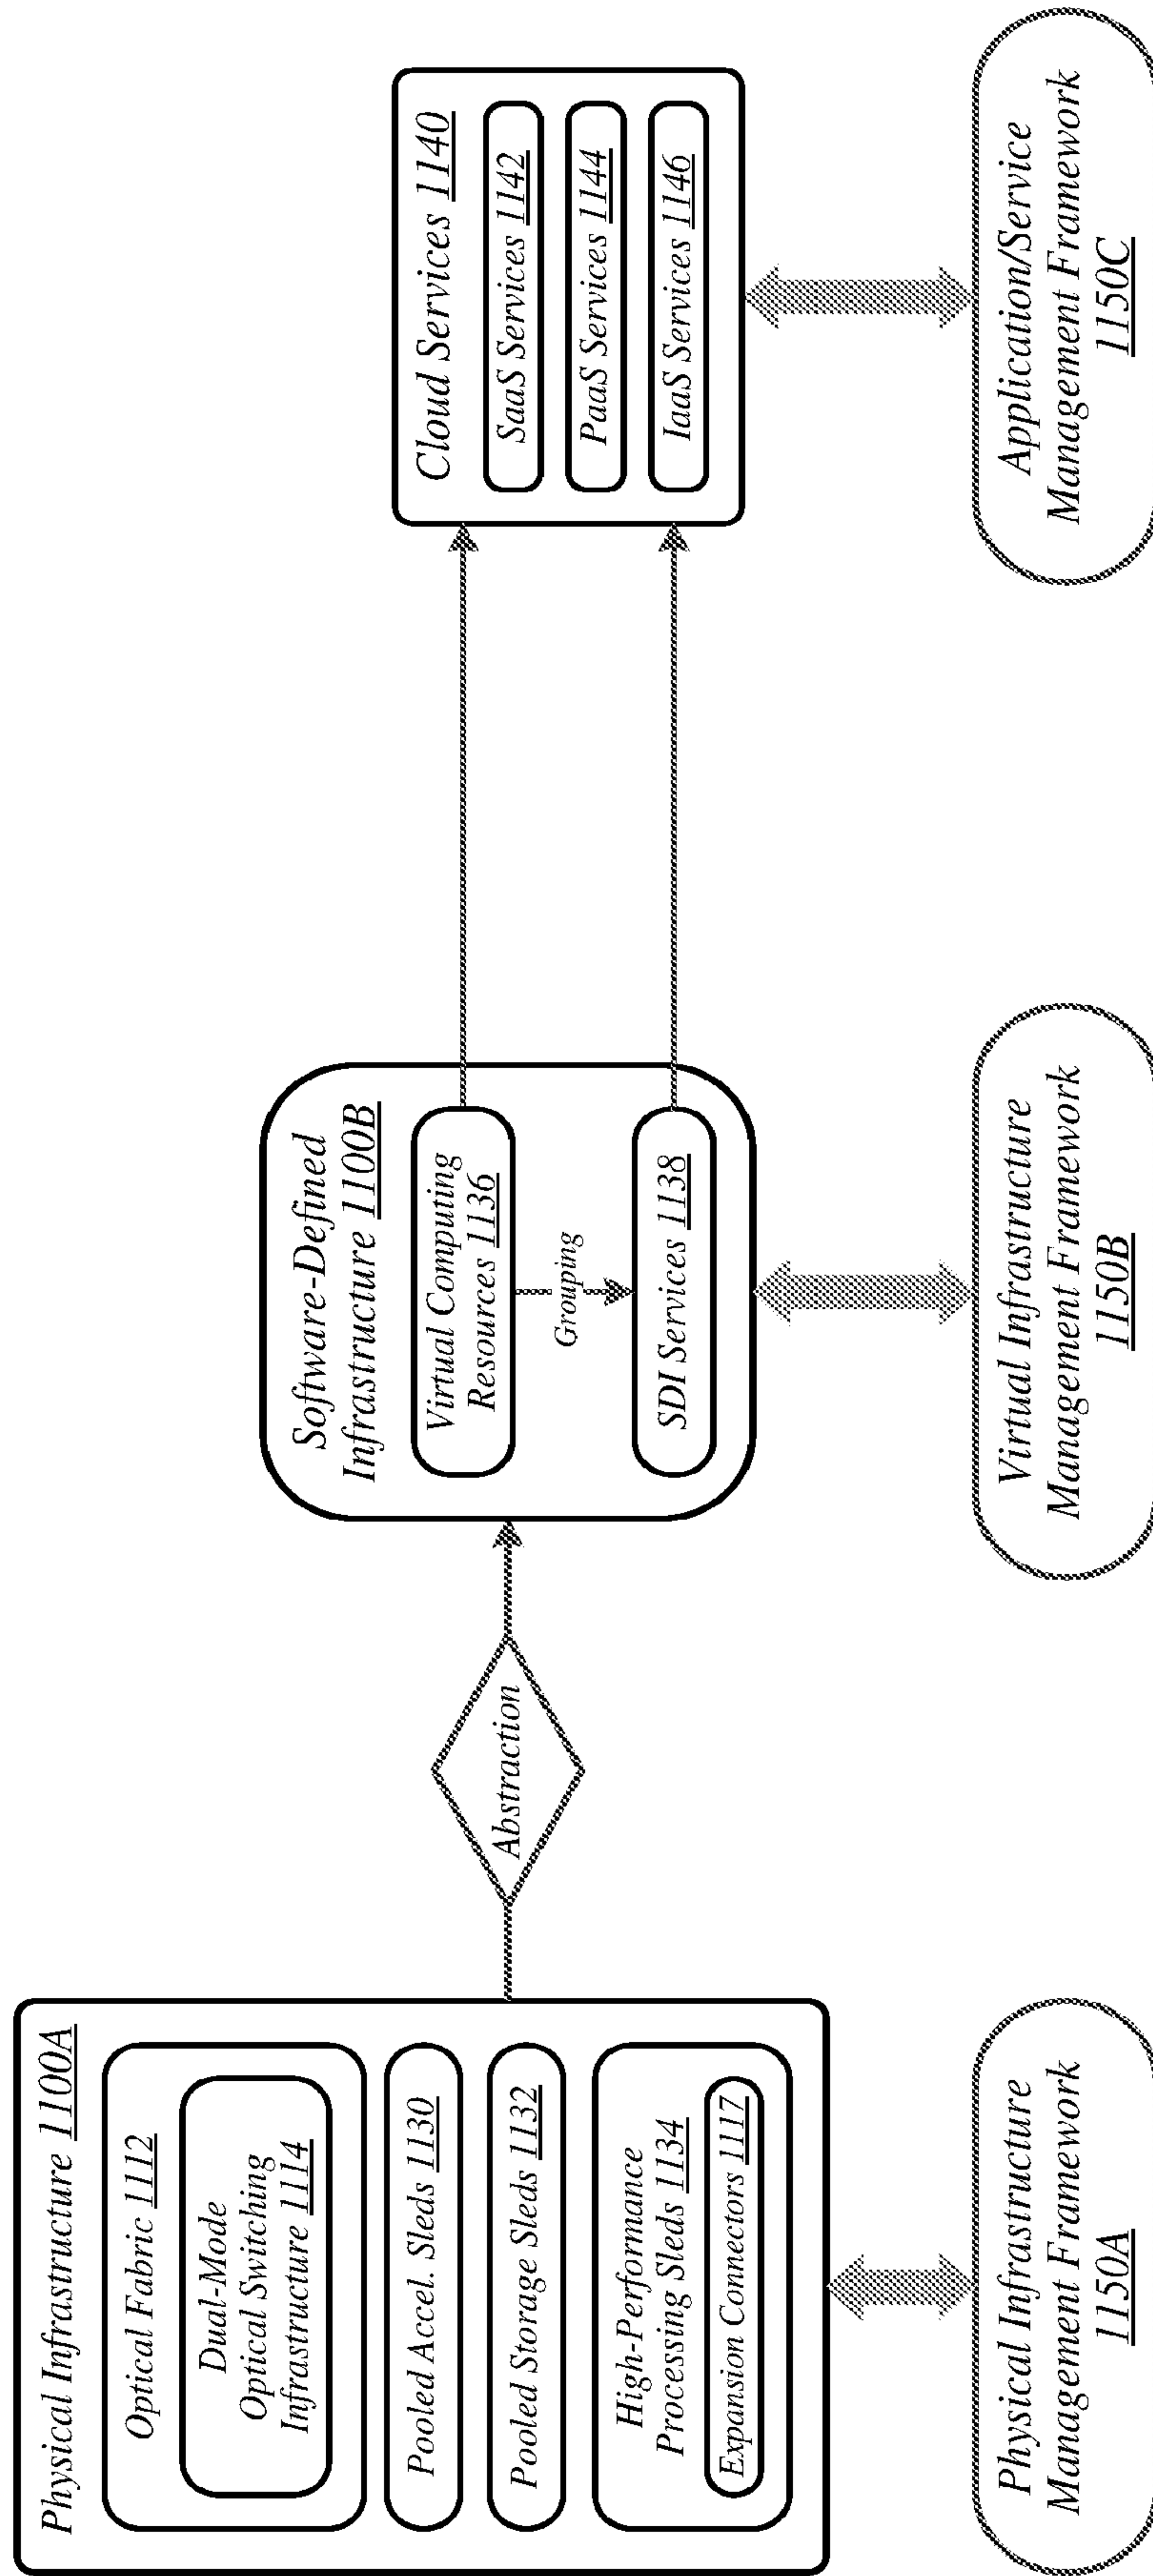 Physical Infrastructure 1100A
Optical Fabric 1112
Dual-Mode
Optical Switching
Infrastructure 1114
Pooled Accel. Sleds 1130
Pooled Storage Sleds 1132
High-Performance
Processing Sleds 1134
Expansion Connectors 1117
Physical Infrastructure
Management Framework
1150A
Abstraction
Software-Defined
Infrastructure 1100B
Virtual Computing
Resources 1136
Grouping
SDI Services 1138
Virtual Infrastructure
Management Framework
1150B
Cloud Services 1140
SaaS Services 1142
PaaS Services 1144
IaaS Services 1146
Application/Service
Management Framework
1150C